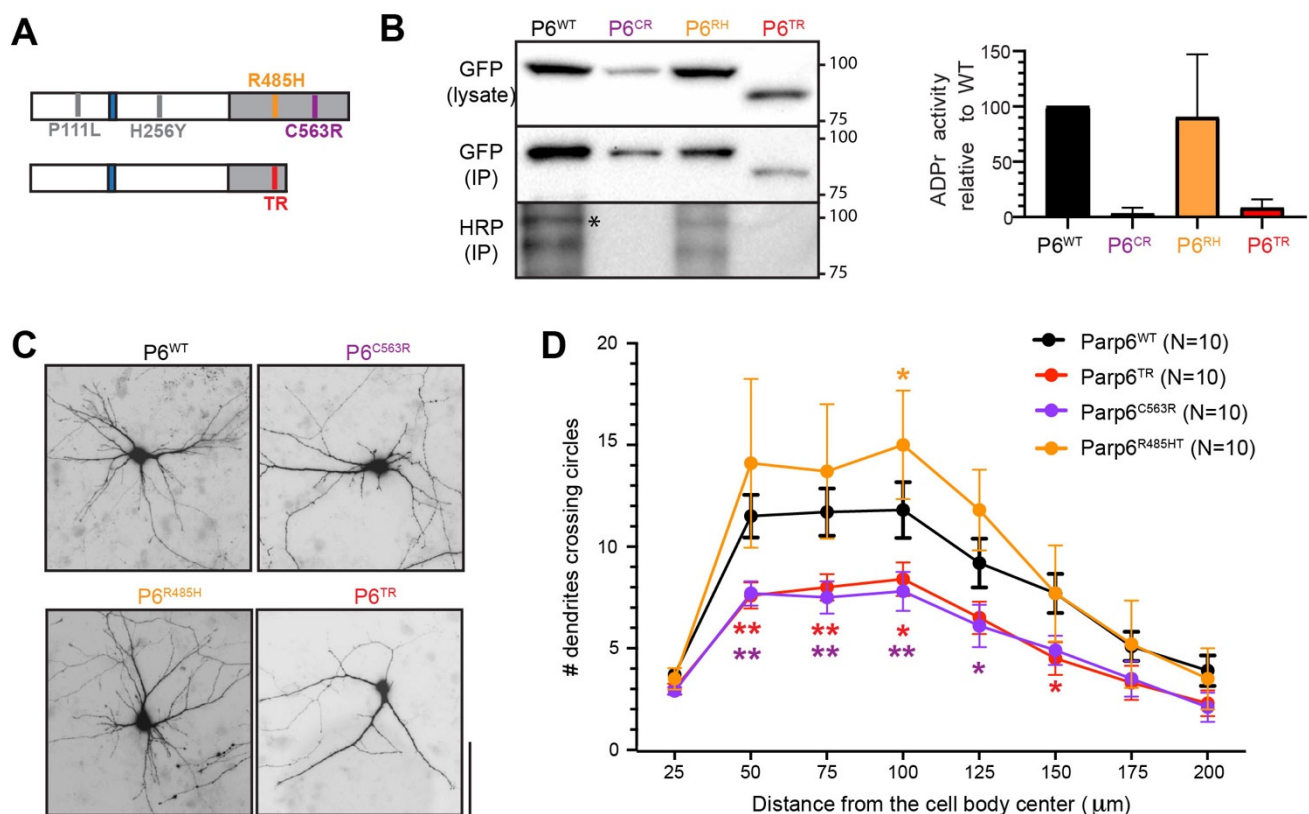 A
R485H
P111L
H256Y
C563R
TR
B
P6WT
P6CR
P6RH
P6TR
GFP
(lysate)
100
75
GFP
(IP)
100
75
HRP
(IP)
*
100
75
ADPr activity
relative to WT
150
100
50
0
P6WT
P6CR
P6RH
P6TR
C
P6WT
P6C563R
P6R485H
P6TR
D
# dendrites crossing circles
20
15
10
5
0
25
50
75
100
125
150
175
200
Distance from the cell body center (μm)
Parp6WT (N=10)
Parp6TR (N=10)
Parp6C563R (N=10)
Parp6R485HT (N=10)
*
** ** * *
** ** ** *